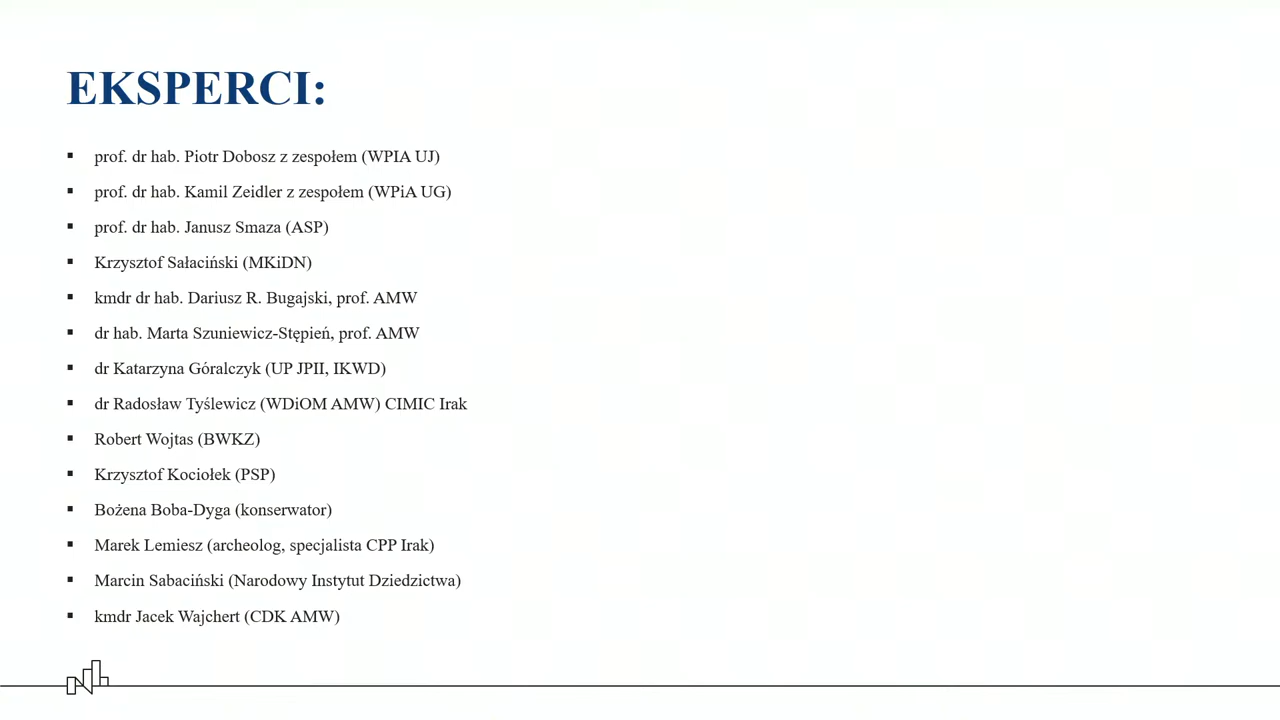 EKSPERCI:
▪ prof. dr hab. Piotr Dobosz z zespołem (WPIA UJ)
▪ prof. dr hab. Kamil Zeidler z zespołem (WPiA UG)
▪ prof. dr hab. Janusz Smaza (ASP)
▪ Krzysztof Sałaciński (MKiDN)
▪ kmdr dr hab. Dariusz R. Bugajski, prof. AMW
▪ dr hab. Marta Szuniewicz-Stępień, prof. AMW
▪ dr Katarzyna Góralczyk (UP JPII, IKWD)
▪ dr Radosław Tyślewicz (WDiOM AMW) CIMIC Irak
▪ Robert Wojtas (BWKZ)
▪ Krzysztof Kociołek (PSP)
▪ Bożena Boba-Dyga (konserwator)
▪ Marek Lemiesz (archeolog, specjalista CPP Irak)
▪ Marcin Sabaciński (Narodowy Instytut Dziedzictwa)
▪ kmdr Jacek Wajchert (CDK AMW)